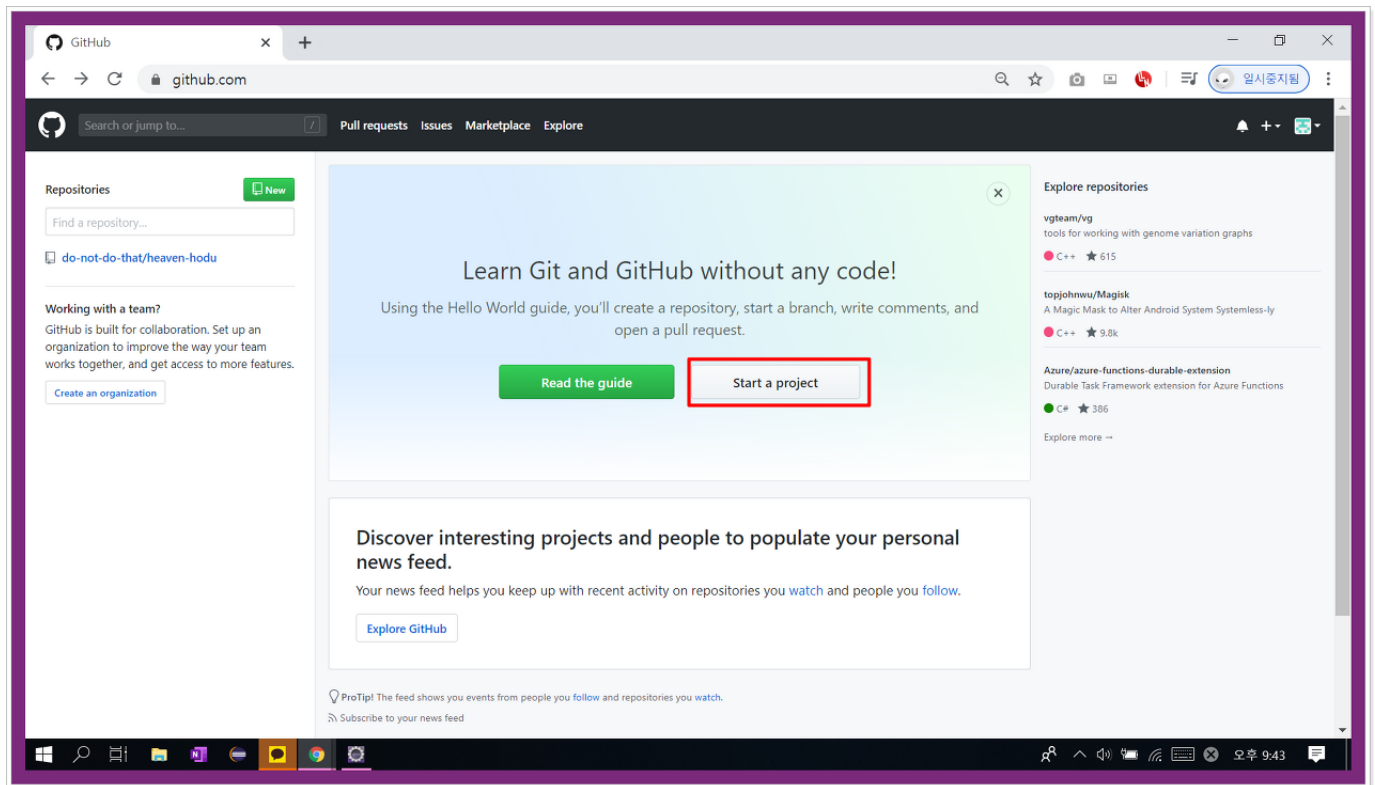 GitHub
github.com
일시중지됨
Search or jump to...
/
Pull requests Issues Marketplace Explore
Repositories
New
Find a repository...
do-not-do-that/heaven-hodu
Working with a team?
GitHub is built for collaboration. Set up an
organization to improve the way your team
works together, and get access to more features.
Create an organization
Learn Git and GitHub without any code!
Using the Hello World guide, you'll create a repository, start a branch, write comments, and
open a pull request.
Read the guide
Start a project
Discover interesting projects and people to populate your personal
news feed.
Your news feed helps you keep up with recent activity on repositories you watch and people you follow.
Explore GitHub
ProTip! The feed shows you events from people you follow and repositories you watch.
Subscribe to your news feed
Explore repositories
vgteam/vg
tools for working with genome variation graphs
C++ 615
topjohnwu/Magisk
A Magic Mask to Alter Android System Systemless-ly
C++ 9.8k
Azure/azure-functions-durable-extension
Durable Task Framework extension for Azure Functions
C# 386
Explore more →
오후 9:43